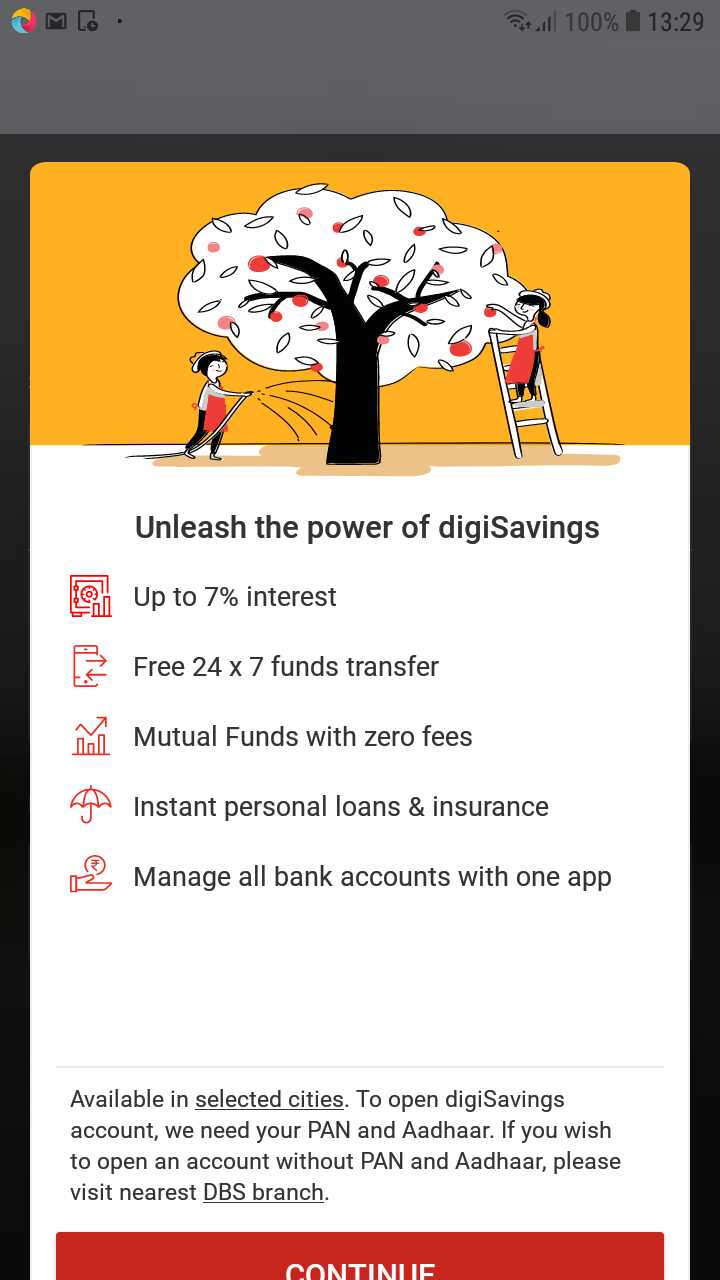 100% 13:29
Unleash the power of digiSavings
Up to 7% interest
Free 24 x 7 funds transfer
Mutual Funds with zero fees
Instant personal loans & insurance
Manage all bank accounts with one app
Available in selected cities. To open digiSavings
account, we need your PAN and Aadhaar. If you wish
to open an account without PAN and Aadhaar, please
visit nearest DBS branch.
CONTINUE